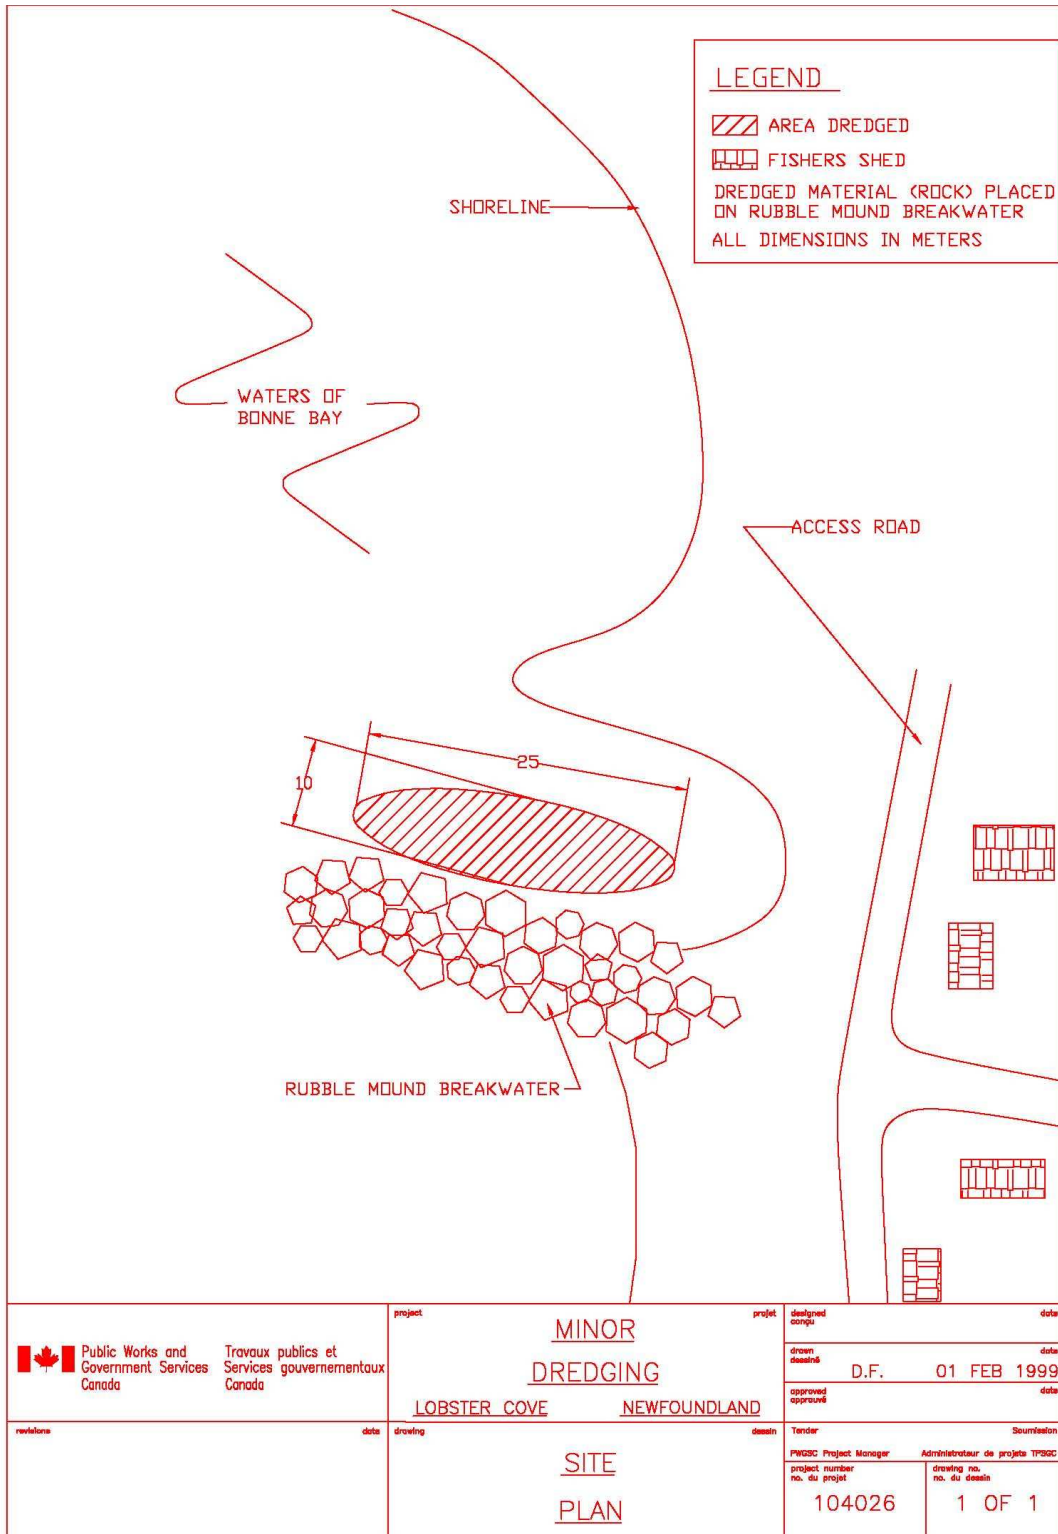 LEGEND
AREA DREDGED
FISHERS SHED
DREDGED MATERIAL (ROCK) PLACED
ON RUBBLE MOUND BREAKWATER
ALL DIMENSIONS IN METERS
SHORELINE
WATERS OF
BONNE BAY
ACCESS ROAD
25
10
RUBBLE MOUND BREAKWATER
Public Works and
Government Services
Canada
Travaux publics et
Services gouvernementaux
Canada
project projet
MINOR
DREDGING
LOBSTER COVE NEWFOUNDLAND
designed date
conçu
drawn date
dessiné
D.F. 01 FEB 1999
approved date
approuvé
revisions date
drawing dessin
SITE
PLAN
Tender Soumission
PWGSC Project Manager Administrateur de projets TPSGC
project number
no. du projet
104026
drawing no.
no. du dessin
1 OF 1